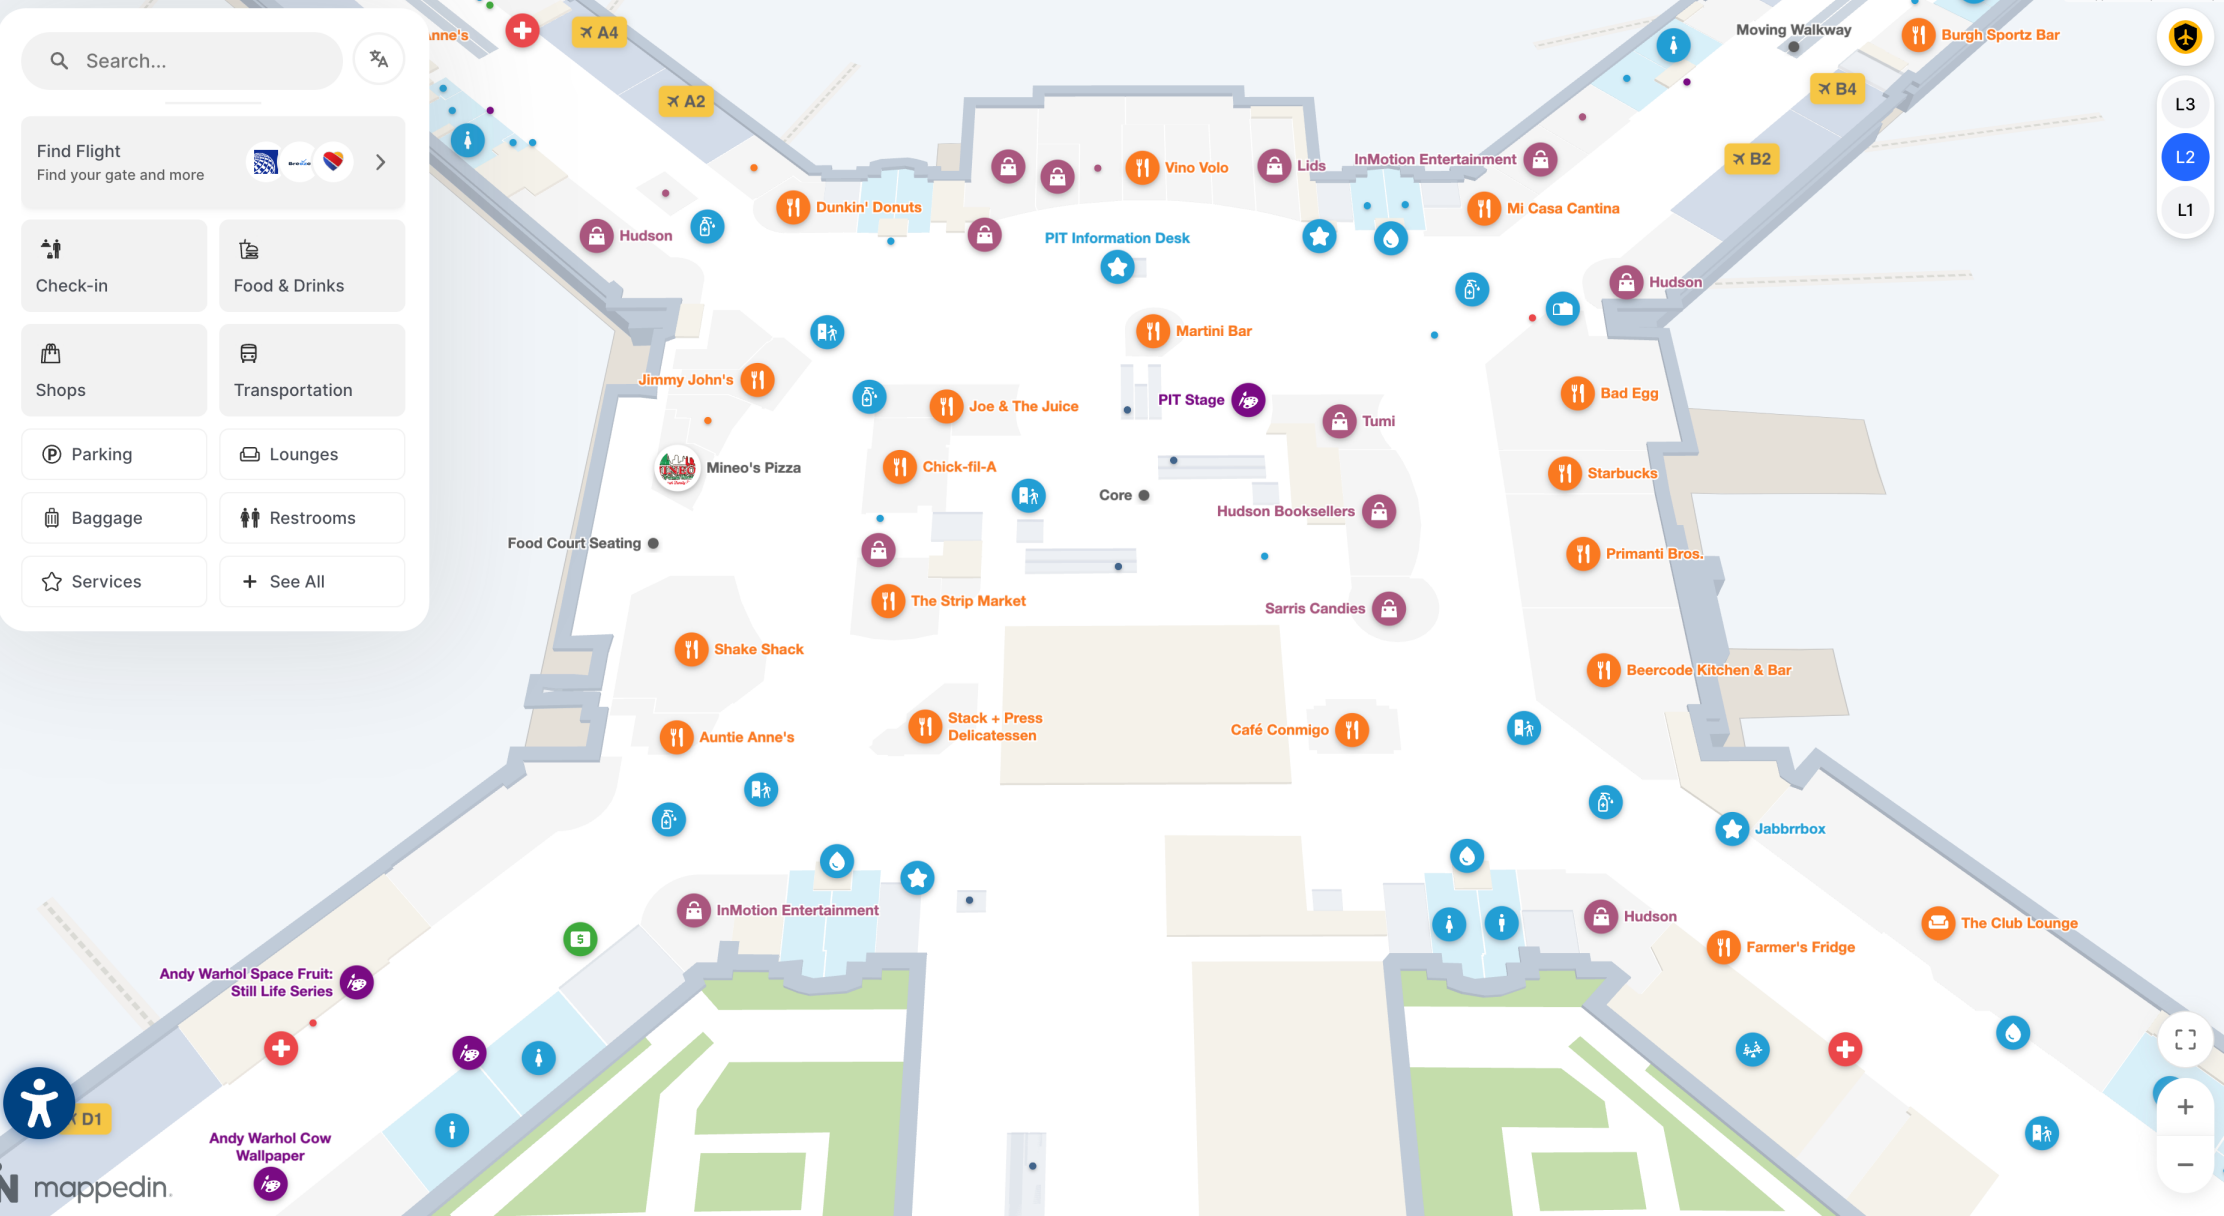 Search...
Find Flight
Find your gate and more
Check-in
Food & Drinks
Shops
Transportation
Parking
Lounges
Baggage
Restrooms
Services
See All
A4
Moving Walkway
Burgh Sportz Bar
A2
B4
L3
L2
L1
Vino Volo
Lids
InMotion Entertainment
B2
Dunkin' Donuts
Mi Casa Cantina
Hudson
PIT Information Desk
Hudson
Martini Bar
Jimmy John's
Joe & The Juice
PIT Stage
Tumi
Bad Egg
Mineo's Pizza
Chick-fil-A
Core
Starbucks
Hudson Booksellers
Food Court Seating
Primanti Bros.
The Strip Market
Sarris Candies
Shake Shack
Beercode Kitchen & Bar
Auntie Anne's
Stack + Press
Delicatessen
Café Conmigo
Jabbrrbox
InMotion Entertainment
Hudson
Farmer's Fridge
The Club Lounge
Andy Warhol Space Fruit:
Still Life Series
D1
Andy Warhol Cow
Wallpaper
mappedin.